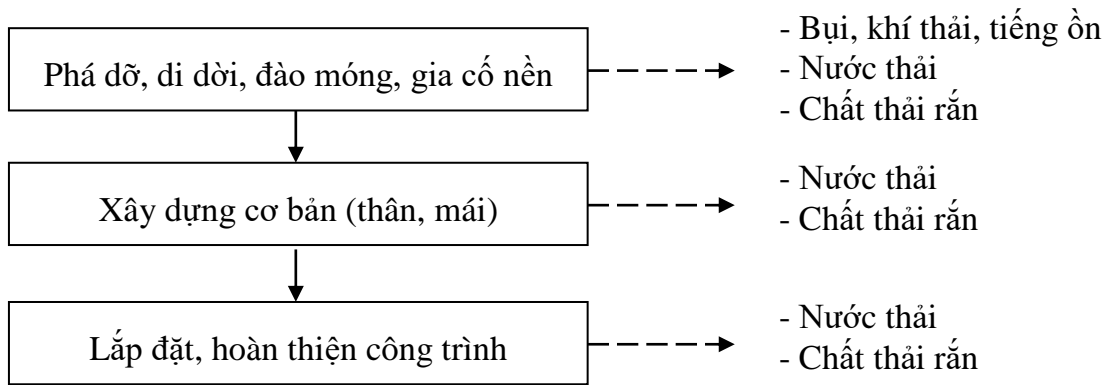 Phá dỡ, di dời, đào móng, gia cố nền
- Bụi, khí thải, tiếng ồn
- Nước thải
- Chất thải rắn
Xây dựng cơ bản (thân, mái)
- Nước thải
- Chất thải rắn
Lắp đặt, hoàn thiện công trình
- Nước thải
- Chất thải rắn